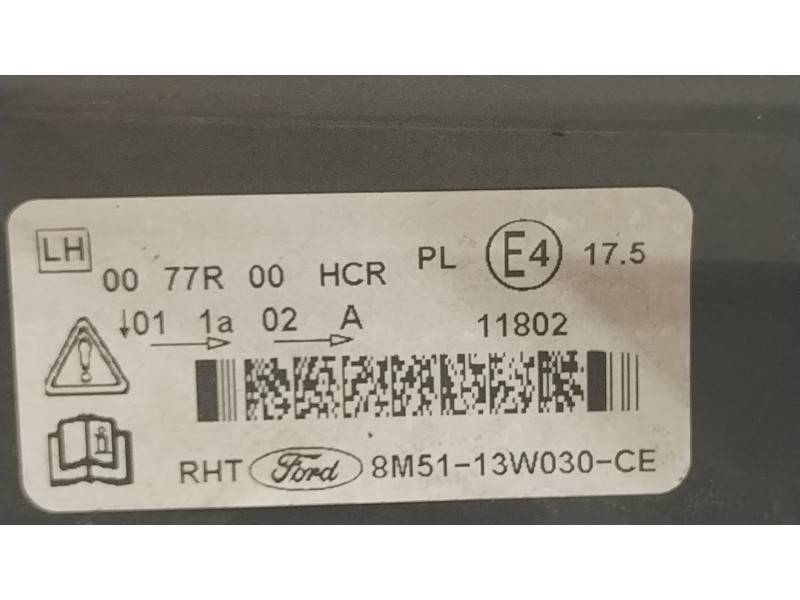 LH 00 77R 00 HCR PL E4 17.5
↓01 1a 02 A 11802
RHT Ford 8M51-13W030-CE